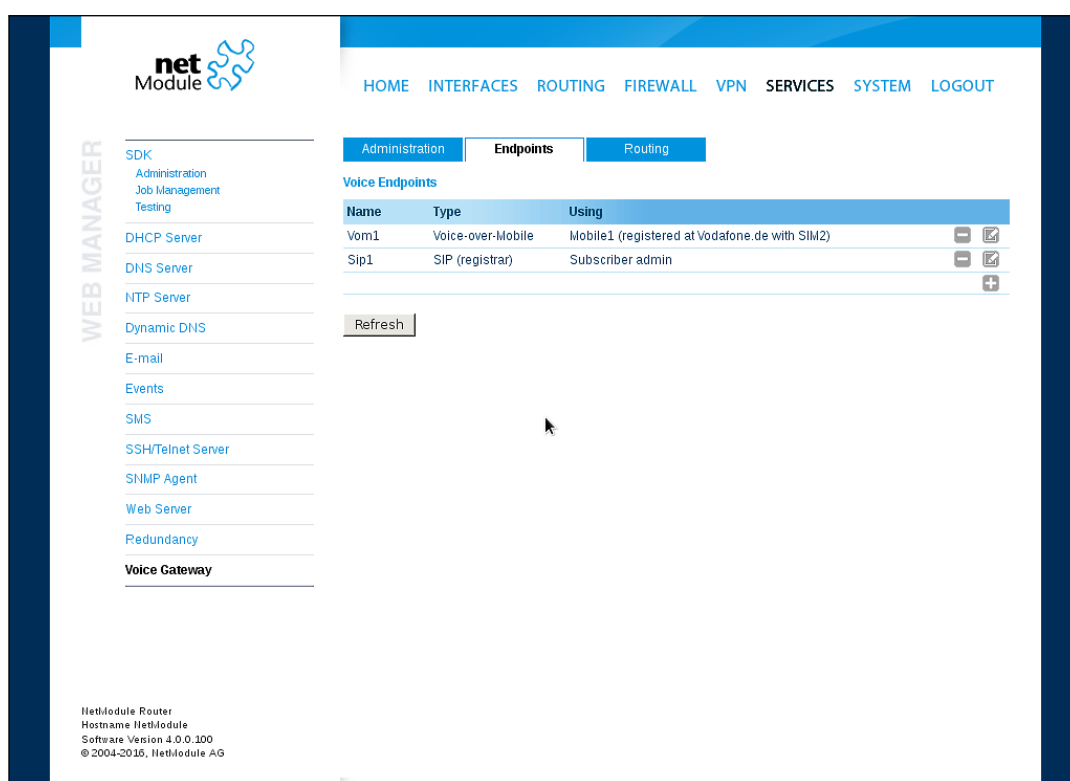 net
Module
HOME INTERFACES ROUTING FIREWALL VPN SERVICES SYSTEM LOGOUT
WEB MANAGER
SDK
Administration
Job Management
Testing
DHCP Server
DNS Server
NTP Server
Dynamic DNS
E-mail
Events
SMS
SSH/Telnet Server
SNMP Agent
Web Server
Redundancy
Voice Gateway
Administration Endpoints Routing
Voice Endpoints
Name Type Using
Vom1 Voice-over-Mobile Mobile1 (registered at Vodafone.de with SIM2)
Sip1 SIP (registrar) Subscriber admin
Refresh
NetModule Router
Hostname NetModule
Software Version 4.0.0.100
© 2004-2016, NetModule AG